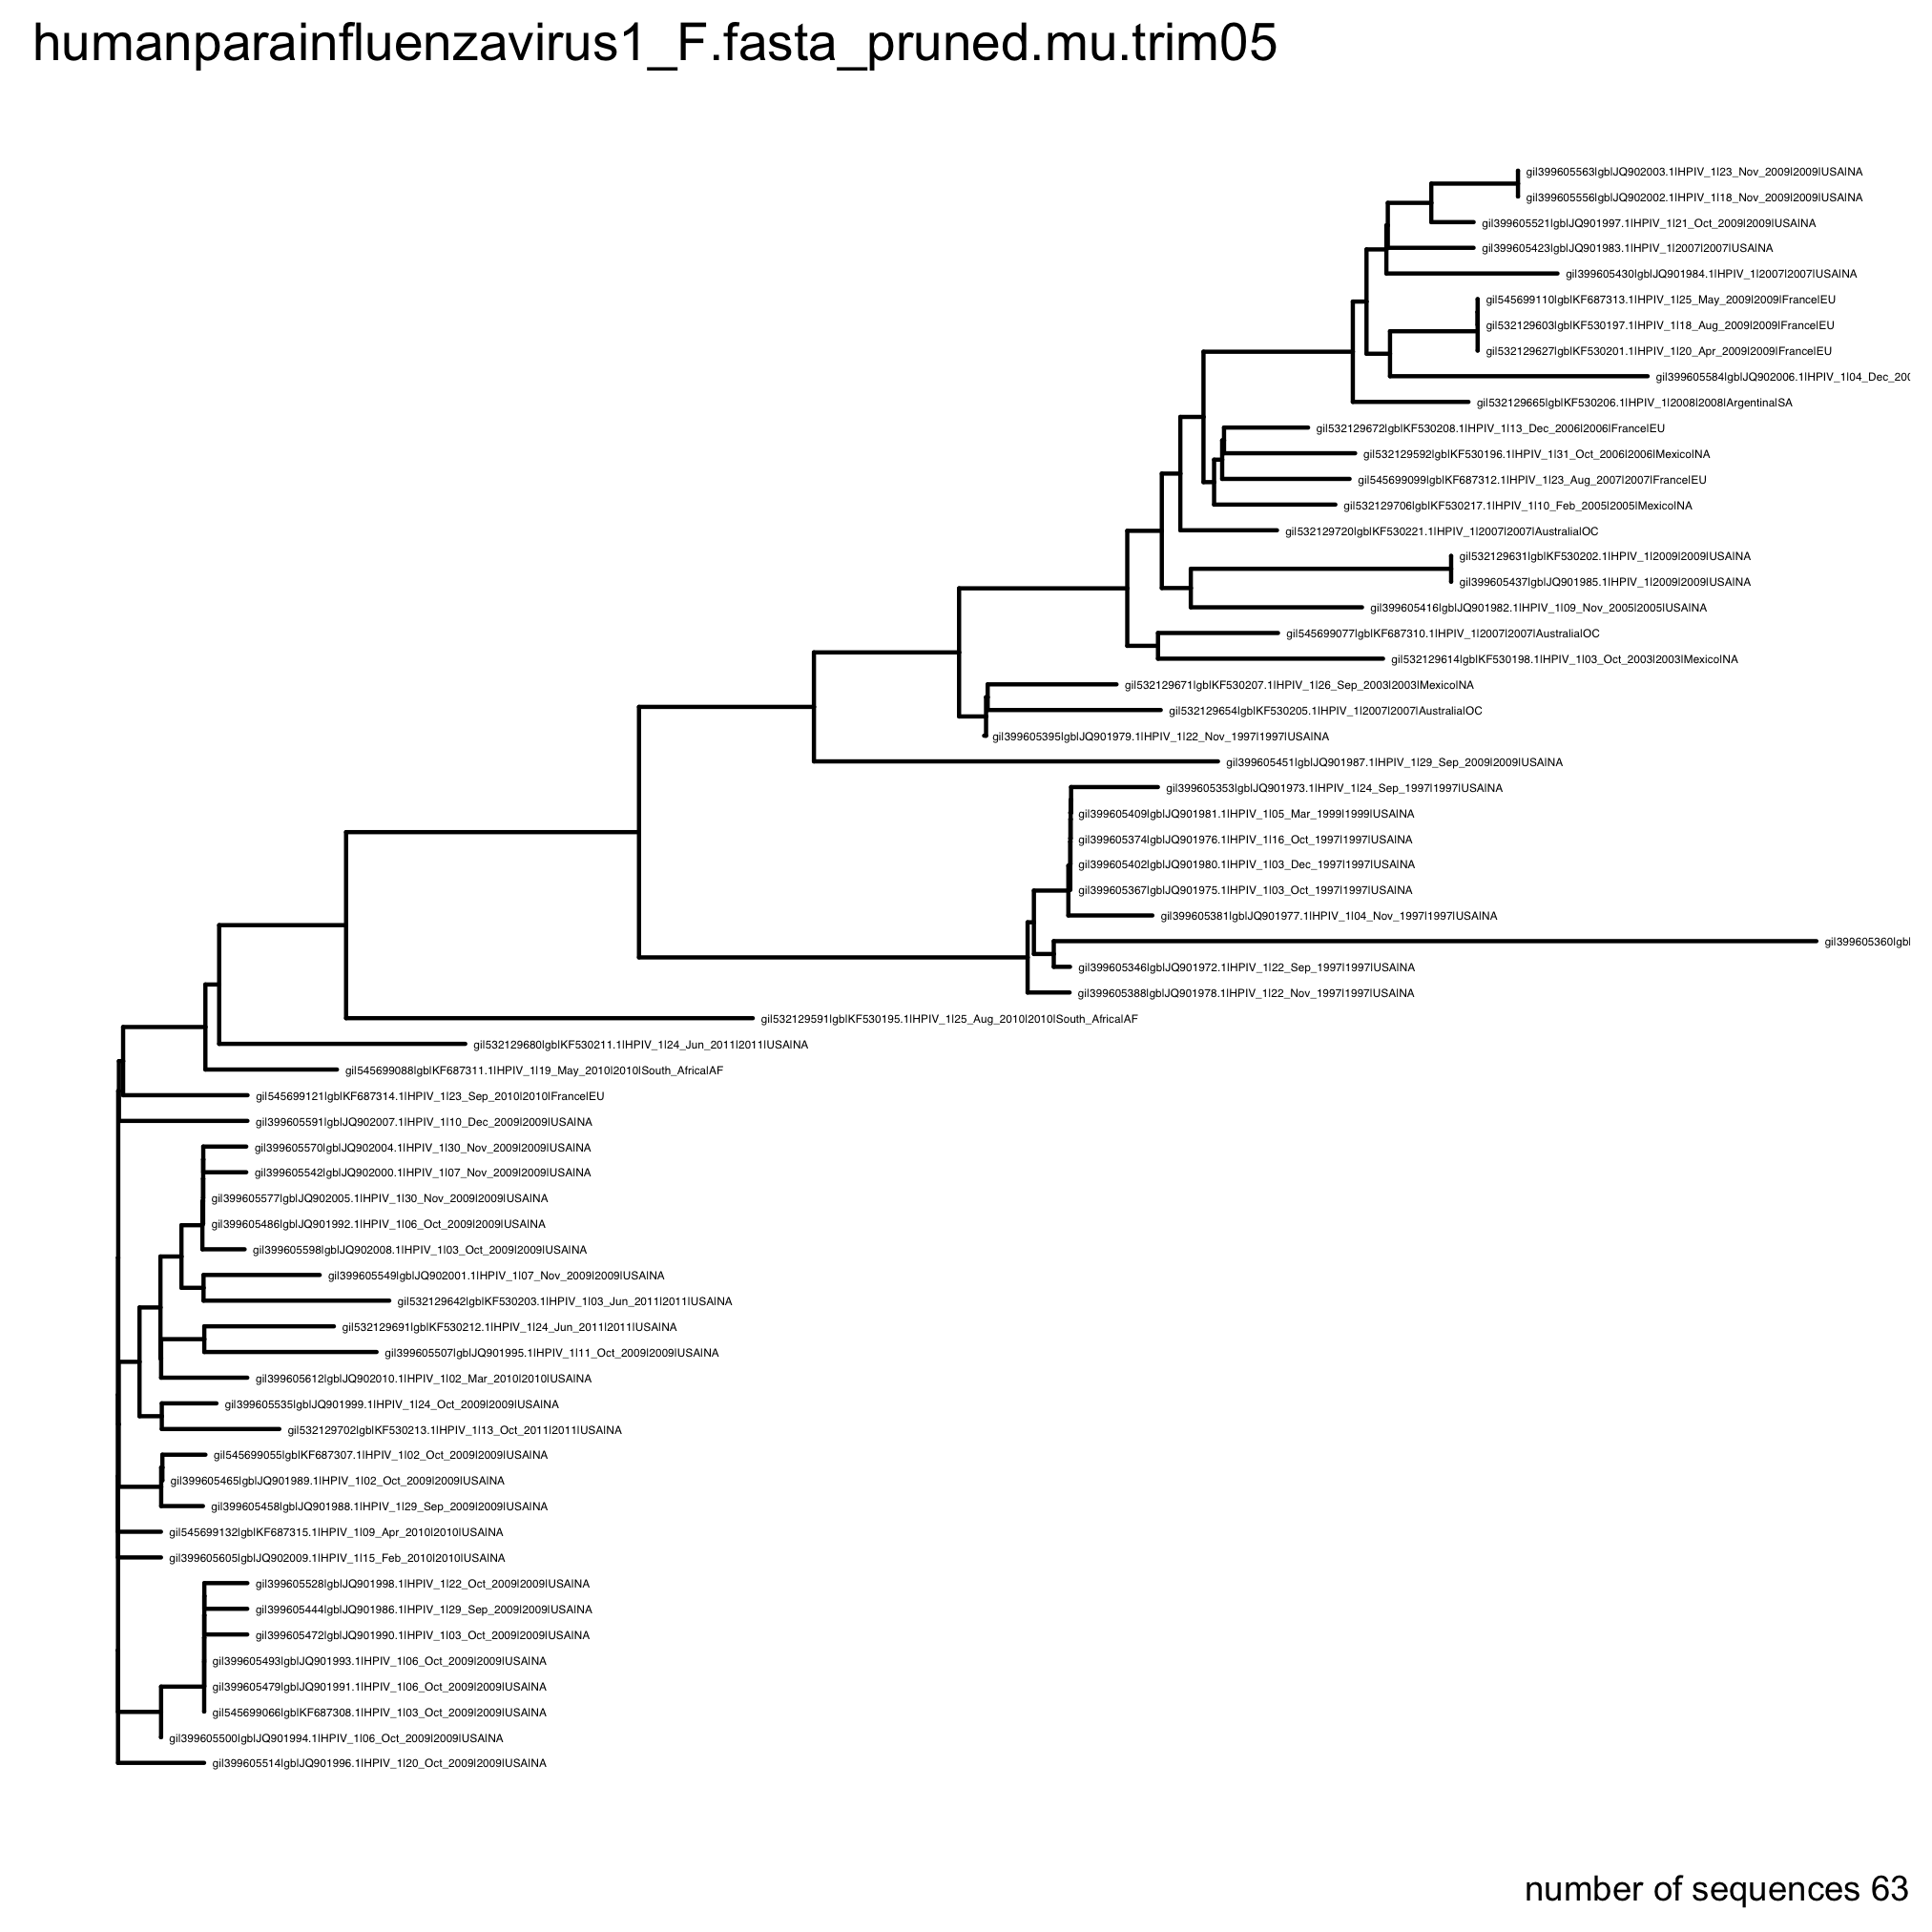 humanparainfluenzavirus1_F.fasta_pruned.mu.trim05
gi|399605563|gb|JQ902003.1|HPIV_1|23_Nov_2009|2009|USA|NA
gi|399605556|gb|JQ902002.1|HPIV_1|18_Nov_2009|2009|USA|NA
gi|399605521|gb|JQ901997.1|HPIV_1|21_Oct_2009|2009|USA|NA
gi|399605423|gb|JQ901983.1|HPIV_1|2007|2007|USA|NA
gi|399605430|gb|JQ901984.1|HPIV_1|2007|2007|USA|NA
gi|545699110|gb|KF687313.1|HPIV_1|25_May_2009|2009|France|EU
gi|532129603|gb|KF530197.1|HPIV_1|18_Aug_2009|2009|France|EU
gi|532129627|gb|KF530201.1|HPIV_1|20_Apr_2009|2009|France|EU
gi|399605584|gb|JQ902006.1|HPIV_1|04_Dec_200
gi|532129665|gb|KF530206.1|HPIV_1|2008|2008|Argentina|SA
gi|532129672|gb|KF530208.1|HPIV_1|13_Dec_2006|2006|France|EU
gi|532129592|gb|KF530196.1|HPIV_1|31_Oct_2006|2006|Mexico|NA
gi|545699099|gb|KF687312.1|HPIV_1|23_Aug_2007|2007|France|EU
gi|532129706|gb|KF530217.1|HPIV_1|10_Feb_2005|2005|Mexico|NA
gi|532129720|gb|KF530221.1|HPIV_1|2007|2007|Australia|OC
gi|532129631|gb|KF530202.1|HPIV_1|2009|2009|USA|NA
gi|399605437|gb|JQ901985.1|HPIV_1|2009|2009|USA|NA
gi|399605416|gb|JQ901982.1|HPIV_1|09_Nov_2005|2005|USA|NA
gi|545699077|gb|KF687310.1|HPIV_1|2007|2007|Australia|OC
gi|532129614|gb|KF530198.1|HPIV_1|03_Oct_2003|2003|Mexico|NA
gi|532129671|gb|KF530207.1|HPIV_1|26_Sep_2003|2003|Mexico|NA
gi|532129654|gb|KF530205.1|HPIV_1|2007|2007|Australia|OC
gi|399605395|gb|JQ901979.1|HPIV_1|22_Nov_1997|1997|USA|NA
gi|399605451|gb|JQ901987.1|HPIV_1|29_Sep_2009|2009|USA|NA
gi|399605353|gb|JQ901973.1|HPIV_1|24_Sep_1997|1997|USA|NA
gi|399605409|gb|JQ901981.1|HPIV_1|05_Mar_1999|1999|USA|NA
gi|399605374|gb|JQ901976.1|HPIV_1|16_Oct_1997|1997|USA|NA
gi|399605402|gb|JQ901980.1|HPIV_1|03_Dec_1997|1997|USA|NA
gi|399605367|gb|JQ901975.1|HPIV_1|03_Oct_1997|1997|USA|NA
gi|399605381|gb|JQ901977.1|HPIV_1|04_Nov_1997|1997|USA|NA
gi|399605360|gb|
gi|399605346|gb|JQ901972.1|HPIV_1|22_Sep_1997|1997|USA|NA
gi|399605388|gb|JQ901978.1|HPIV_1|22_Nov_1997|1997|USA|NA
gi|532129591|gb|KF530195.1|HPIV_1|25_Aug_2010|2010|South_Africa|AF
gi|532129680|gb|KF530211.1|HPIV_1|24_Jun_2011|2011|USA|NA
gi|545699088|gb|KF687311.1|HPIV_1|19_May_2010|2010|South_Africa|AF
gi|545699121|gb|KF687314.1|HPIV_1|23_Sep_2010|2010|France|EU
gi|399605591|gb|JQ902007.1|HPIV_1|10_Dec_2009|2009|USA|NA
gi|399605570|gb|JQ902004.1|HPIV_1|30_Nov_2009|2009|USA|NA
gi|399605542|gb|JQ902000.1|HPIV_1|07_Nov_2009|2009|USA|NA
gi|399605577|gb|JQ902005.1|HPIV_1|30_Nov_2009|2009|USA|NA
gi|399605486|gb|JQ901992.1|HPIV_1|06_Oct_2009|2009|USA|NA
gi|399605598|gb|JQ902008.1|HPIV_1|03_Oct_2009|2009|USA|NA
gi|399605549|gb|JQ902001.1|HPIV_1|07_Nov_2009|2009|USA|NA
gi|532129642|gb|KF530203.1|HPIV_1|03_Jun_2011|2011|USA|NA
gi|532129691|gb|KF530212.1|HPIV_1|24_Jun_2011|2011|USA|NA
gi|399605507|gb|JQ901995.1|HPIV_1|11_Oct_2009|2009|USA|NA
gi|399605612|gb|JQ902010.1|HPIV_1|02_Mar_2010|2010|USA|NA
gi|399605535|gb|JQ901999.1|HPIV_1|24_Oct_2009|2009|USA|NA
gi|532129702|gb|KF530213.1|HPIV_1|13_Oct_2011|2011|USA|NA
gi|545699055|gb|KF687307.1|HPIV_1|02_Oct_2009|2009|USA|NA
gi|399605465|gb|JQ901989.1|HPIV_1|02_Oct_2009|2009|USA|NA
gi|399605458|gb|JQ901988.1|HPIV_1|29_Sep_2009|2009|USA|NA
gi|545699132|gb|KF687315.1|HPIV_1|09_Apr_2010|2010|USA|NA
gi|399605605|gb|JQ902009.1|HPIV_1|15_Feb_2010|2010|USA|NA
gi|399605528|gb|JQ901998.1|HPIV_1|22_Oct_2009|2009|USA|NA
gi|399605444|gb|JQ901986.1|HPIV_1|29_Sep_2009|2009|USA|NA
gi|399605472|gb|JQ901990.1|HPIV_1|03_Oct_2009|2009|USA|NA
gi|399605493|gb|JQ901993.1|HPIV_1|06_Oct_2009|2009|USA|NA
gi|399605479|gb|JQ901991.1|HPIV_1|06_Oct_2009|2009|USA|NA
gi|545699066|gb|KF687308.1|HPIV_1|03_Oct_2009|2009|USA|NA
gi|399605500|gb|JQ901994.1|HPIV_1|06_Oct_2009|2009|USA|NA
gi|399605514|gb|JQ901996.1|HPIV_1|20_Oct_2009|2009|USA|NA
number of sequences 63